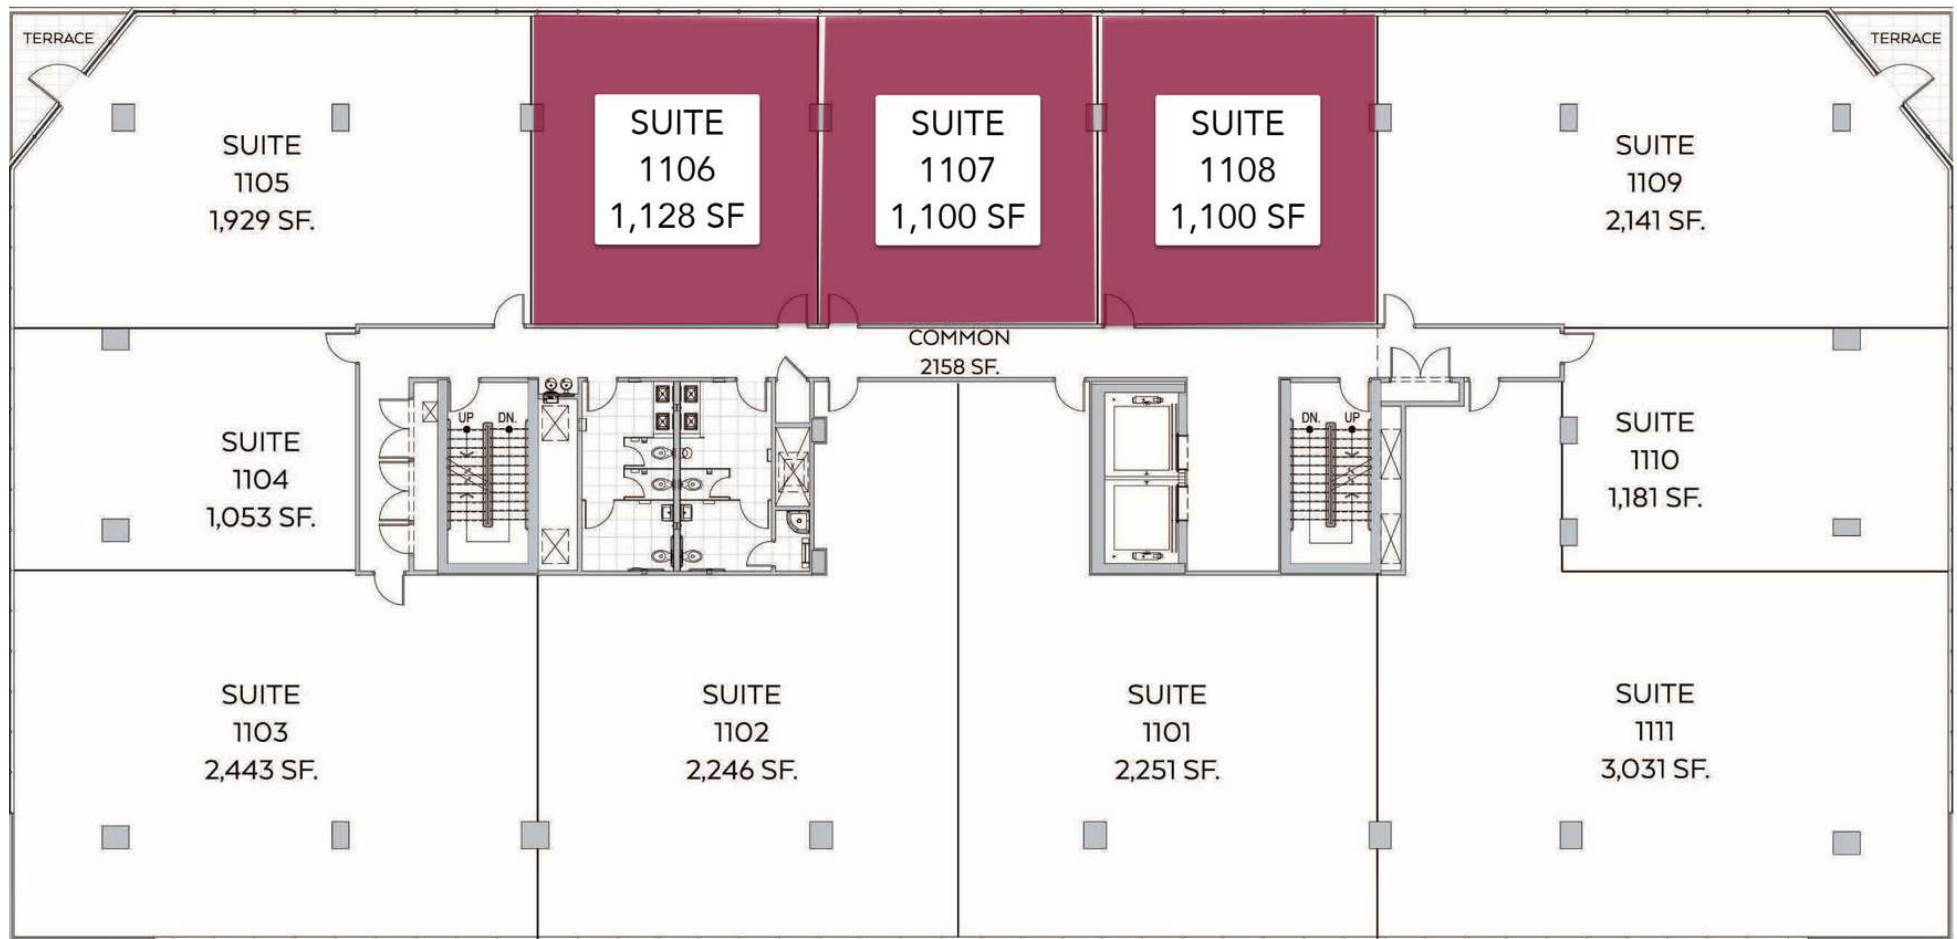 TERRACE
TERRACE
SUITE
1105
1,929 SF.
SUITE
1106
1,128 SF
SUITE
1107
1,100 SF
SUITE
1108
1,100 SF
SUITE
1109
2,141 SF.
COMMON
2158 SF.
UP
DN.
DN.
UP
SUITE
1104
1,053 SF.
SUITE
1110
1,181 SF.
SUITE
1103
2,443 SF.
SUITE
1102
2,246 SF.
SUITE
1101
2,251 SF.
SUITE
1111
3,031 SF.